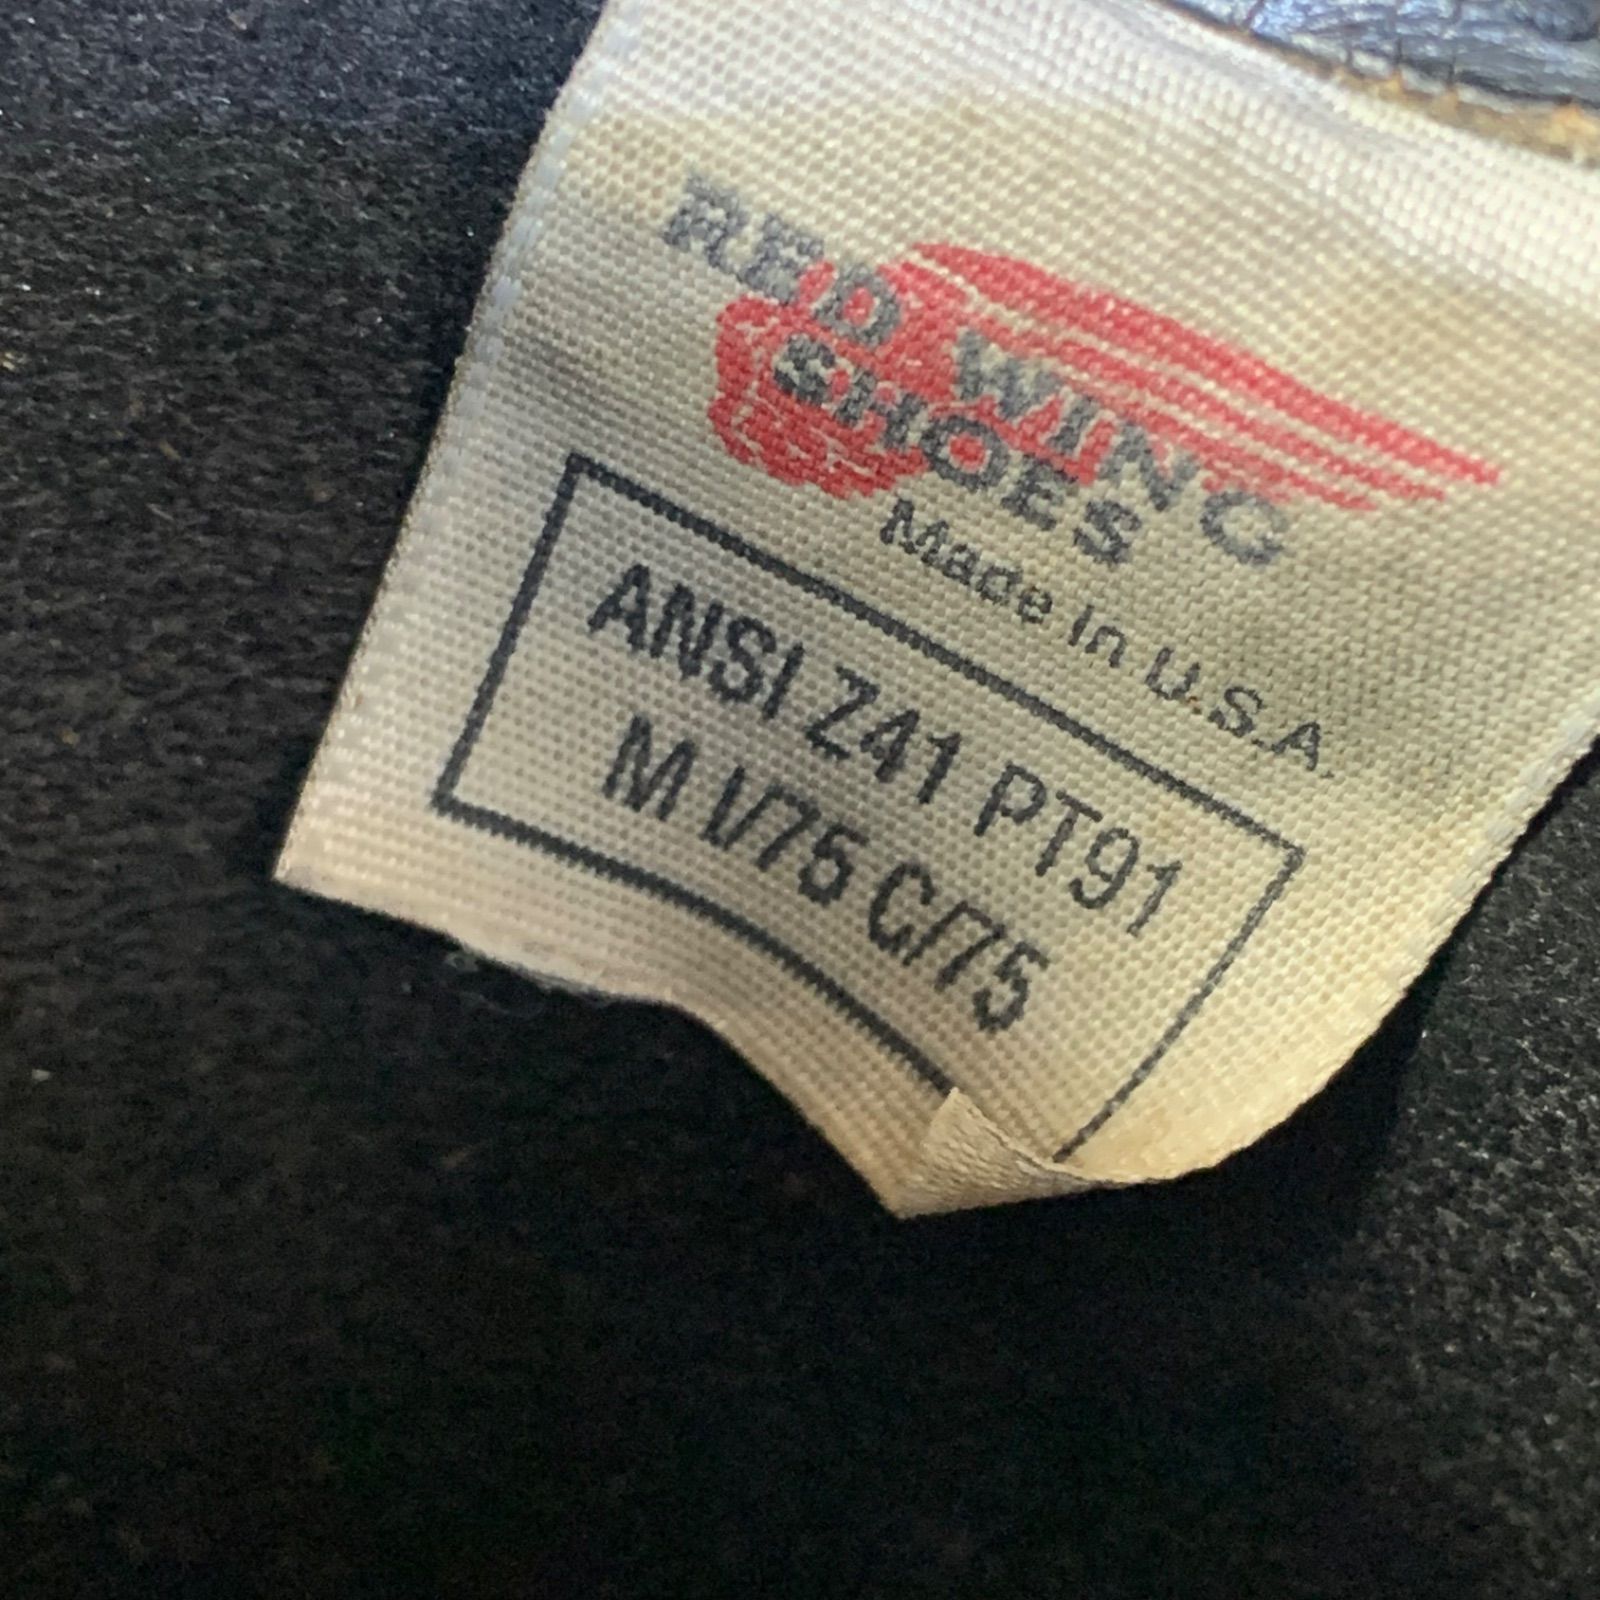 RED WING
SHOES
Made in U.S.A.
ANSI Z41 PT91
M I/75 C/75